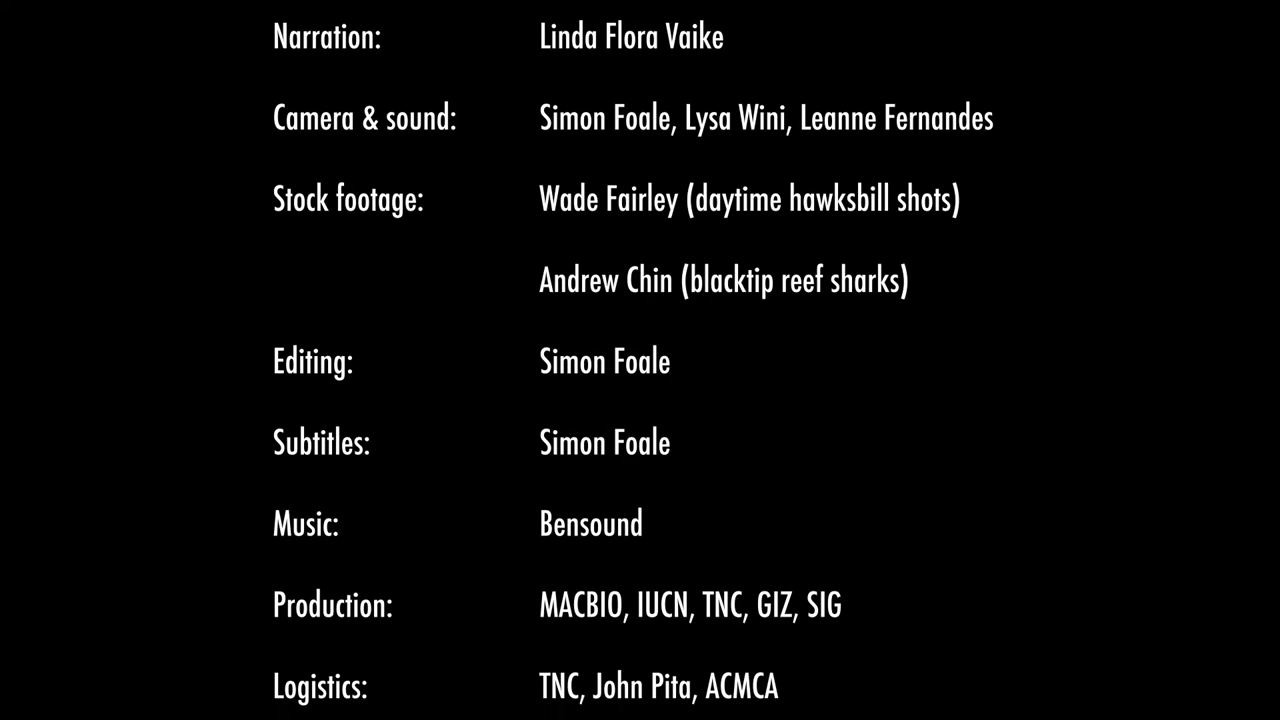 Narration: Linda Flora Vaike
Camera & sound: Simon Foale, Lysa Wini, Leanne Fernandes
Stock footage: Wade Fairley (daytime hawksbill shots)
Andrew Chin (blacktip reef sharks)
Editing: Simon Foale
Subtitles: Simon Foale
Music: Bensound
Production: MACBIO, IUCN, TNC, GIZ, SIG
Logistics: TNC, John Pita, ACMCA